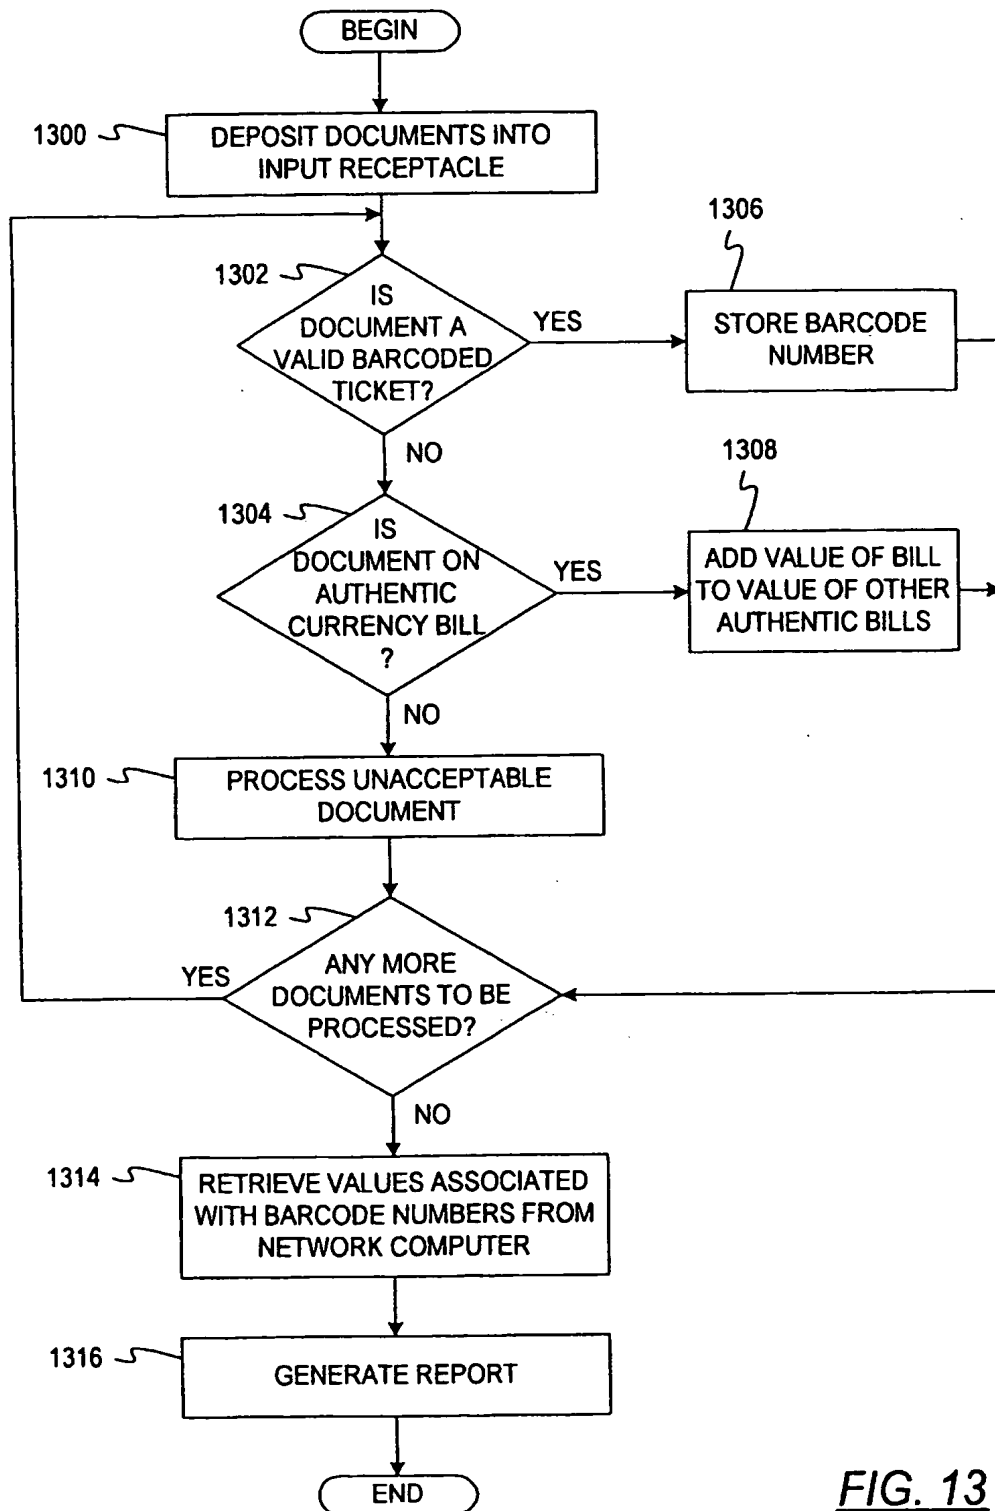 BEGIN
1300
DEPOSIT DOCUMENTS INTO
INPUT RECEPTACLE
1302
IS
DOCUMENT A
VALID BARCODED
TICKET?
YES
1306
STORE BARCODE
NUMBER
NO
1304
IS
DOCUMENT ON
AUTHENTIC
CURRENCY BILL
?
YES
1308
ADD VALUE OF BILL
TO VALUE OF OTHER
AUTHENTIC BILLS
NO
1310
PROCESS UNACCEPTABLE
DOCUMENT
1312
ANY MORE
DOCUMENTS TO BE
PROCESSED?
YES
NO
1314
RETRIEVE VALUES ASSOCIATED
WITH BARCODE NUMBERS FROM
NETWORK COMPUTER
1316
GENERATE REPORT
END
FIG. 13